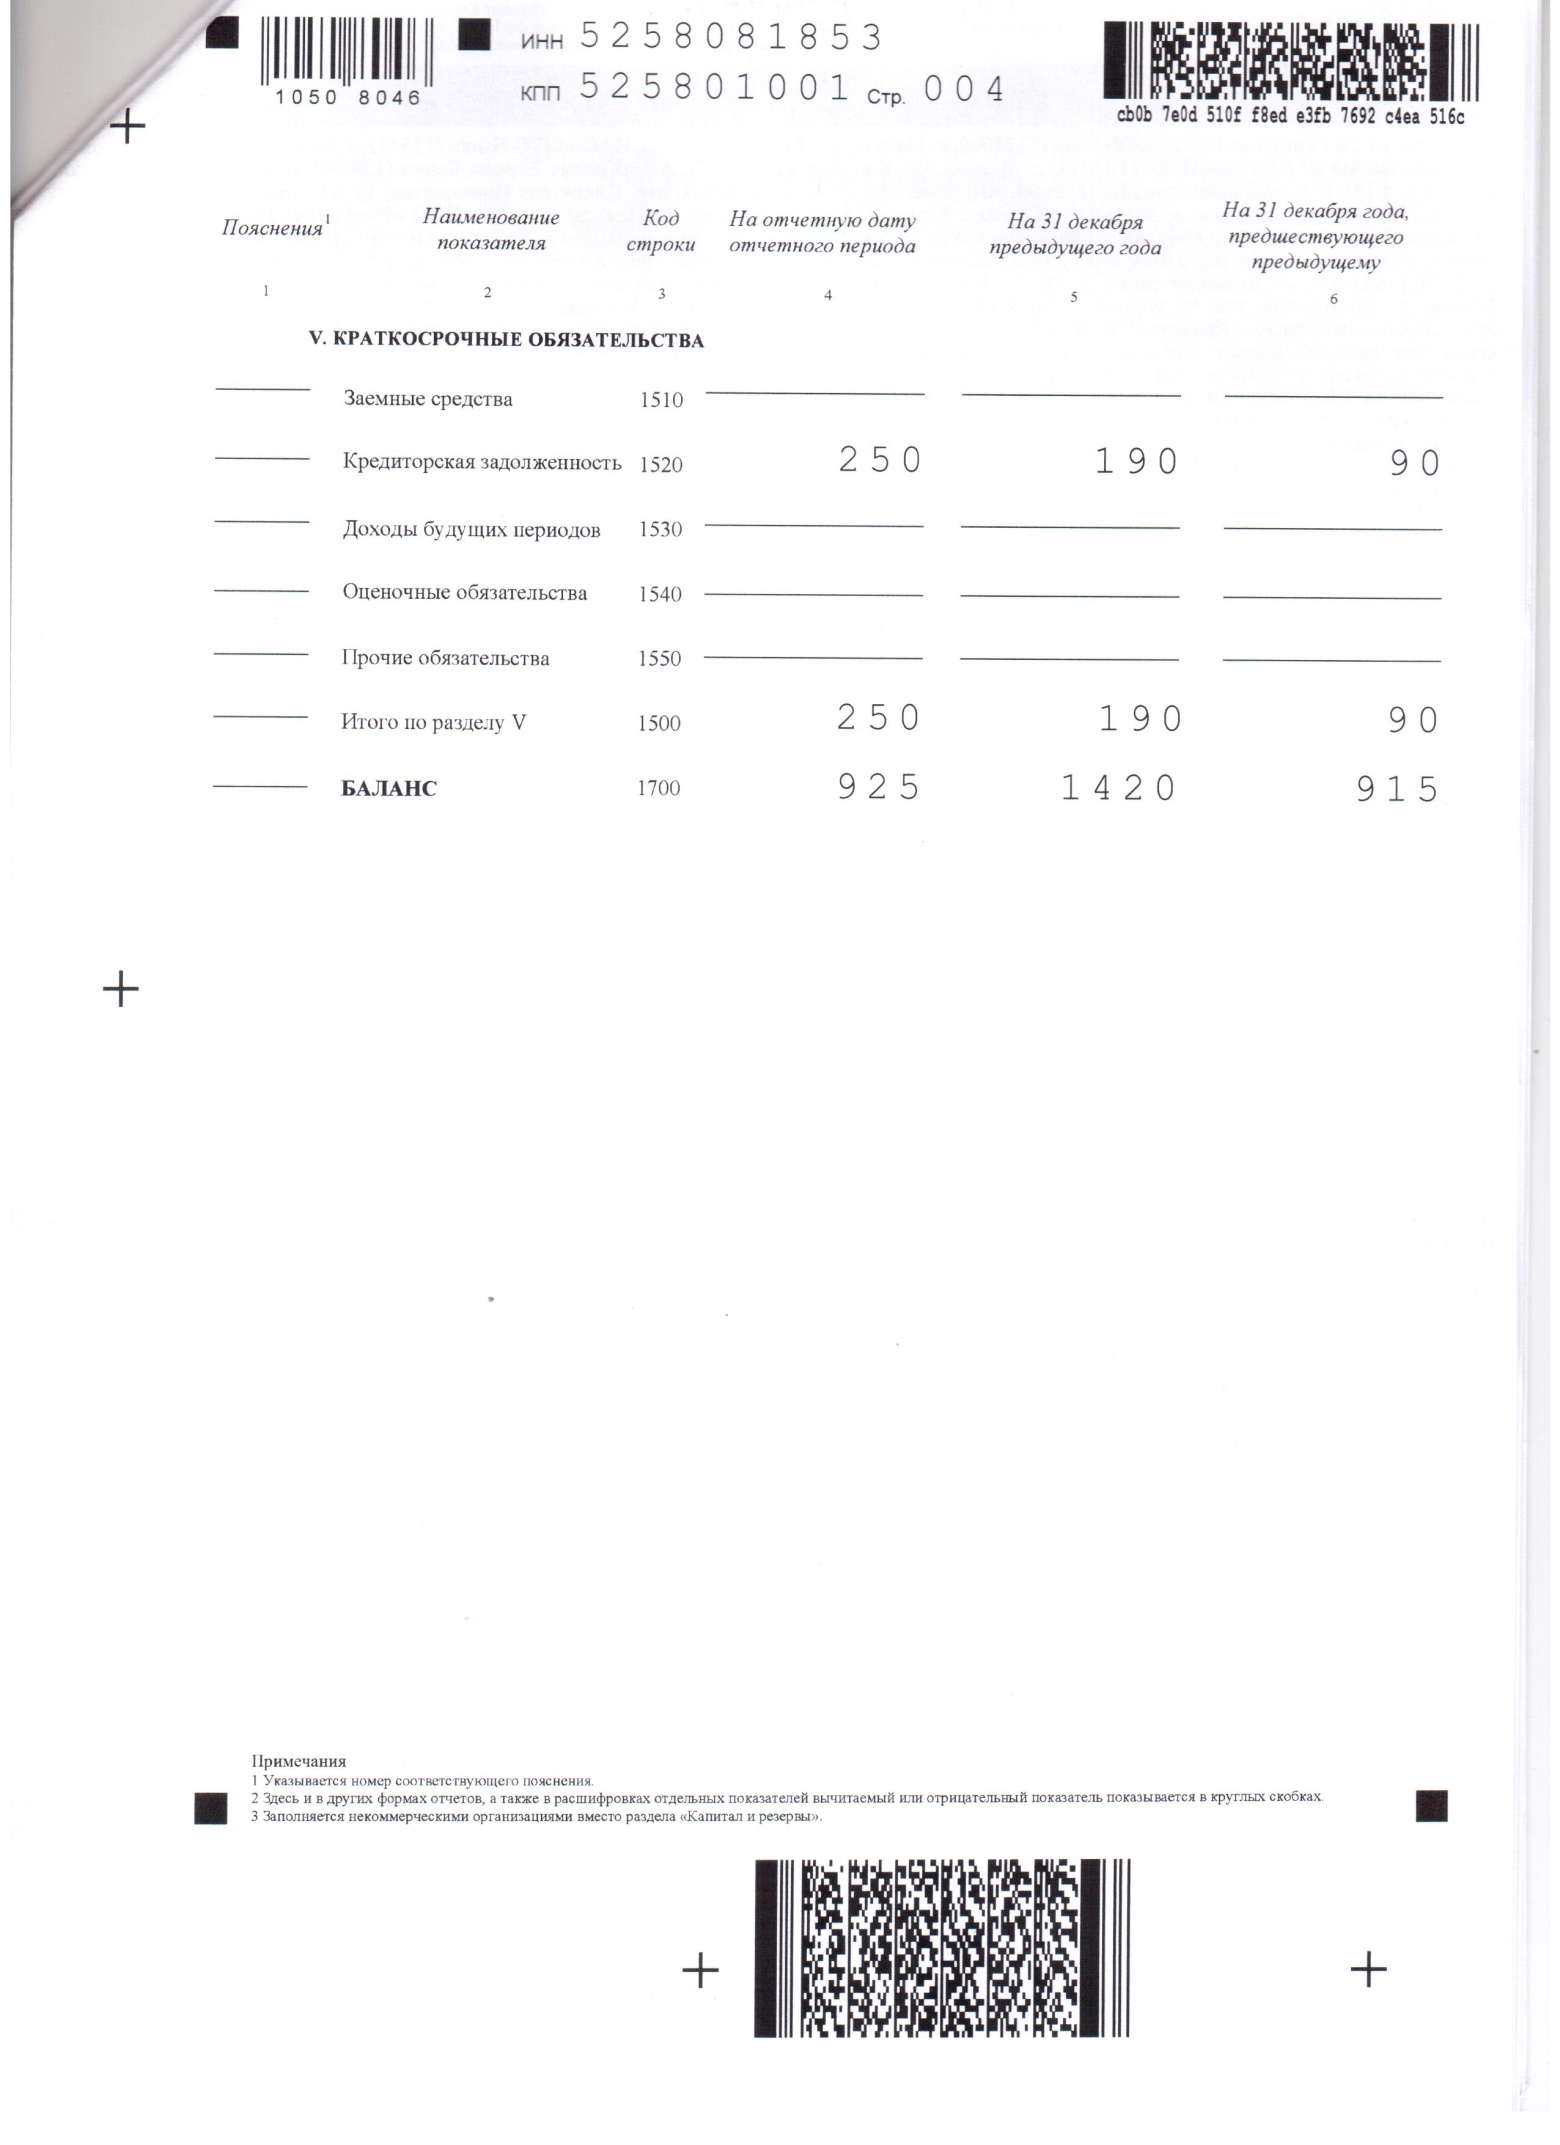 1050 8046
ИНН 5258081853
КПП 525801001 Стр. 004
cb0b 7e0d 510f f8ed e3fb 7692 c4ea 516c
Пояснения 1 Наименование показателя Код строки На отчетную дату отчетного периода На 31 декабря предыдущего года На 31 декабря года, предшествующего предыдущему
1 2 3 4 5 6
V. КРАТКОСРОЧНЫЕ ОБЯЗАТЕЛЬСТВА
Заемные средства 1510
Кредиторская задолженность 1520 250 190 90
Доходы будущих периодов 1530
Оценочные обязательства 1540
Прочие обязательства 1550
Итого по разделу V 1500 250 190 90
БАЛАНС 1700 925 1420 915
Примечания
1 Указывается номер соответствующего пояснения.
2 Здесь и в других формах отчетов, а также в расшифровках отдельных показателей вычитаемый или отрицательный показатель показывается в круглых скобках.
3 Заполняется некоммерческими организациями вместо раздела «Капитал и резервы».